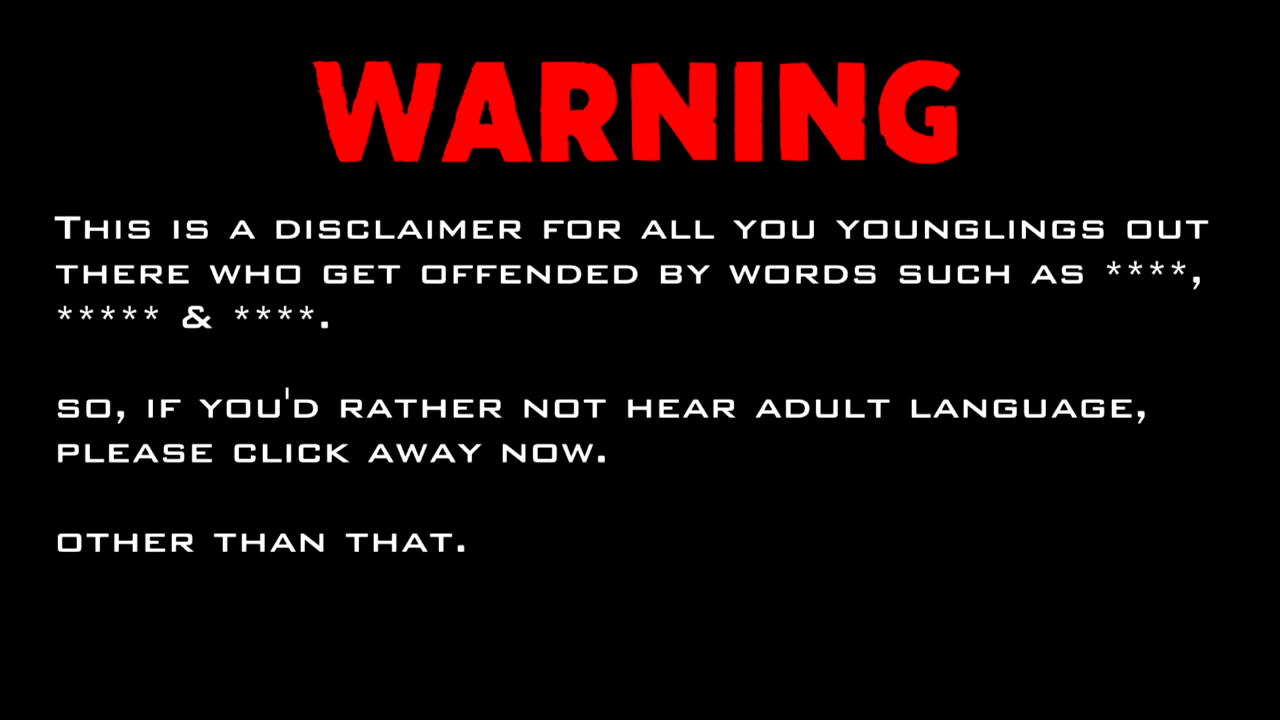 WARNING
THIS IS A DISCLAIMER FOR ALL YOU YOUNGLINGS OUT
THERE WHO GET OFFENDED BY WORDS SUCH AS ****,
***** & ****.
SO, IF YOU'D RATHER NOT HEAR ADULT LANGUAGE,
PLEASE CLICK AWAY NOW.
OTHER THAN THAT.